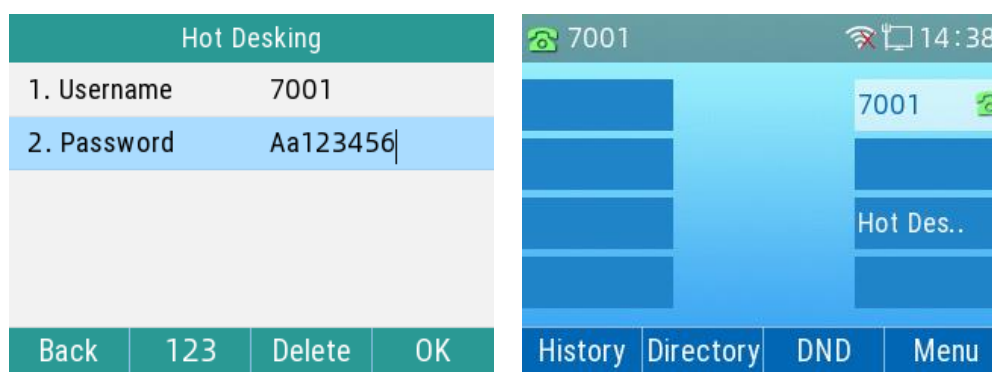 Hot Desking
1. Username 7001
2. Password Aa123456
Back 123 Delete OK
7001 14:38
7001
Hot Des..
History Directory DND Menu